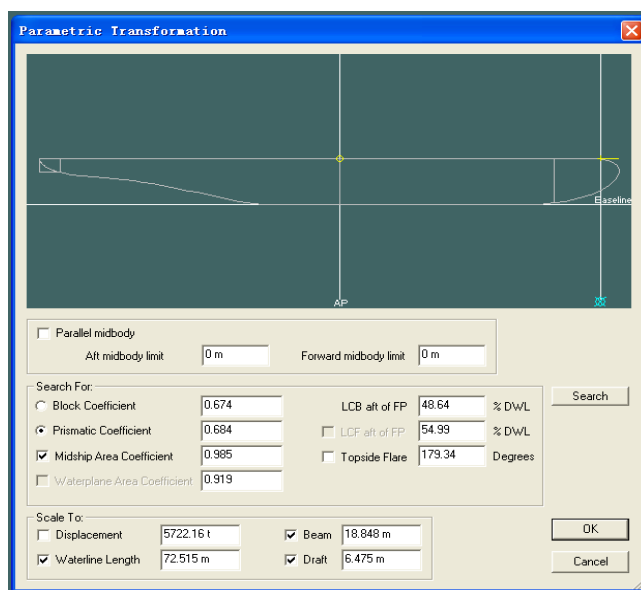 Parametric Transformation
Baseline
AP
Parallel midbody
Aft midbody limit 0 m Forward midbody limit 0 m
Search For:
Block Coefficient 0.674 LCB aft of FP 48.64 % DWL
Search
Prismatic Coefficient 0.684 LCF aft of FP 54.99 % DWL
Midship Area Coefficient 0.985 Topside Flare 179.34 Degrees
Waterplane Area Coefficient 0.919
Scale To:
Displacement 5722.16 t Beam 18.848 m
OK
Waterline Length 72.515 m Draft 6.475 m
Cancel